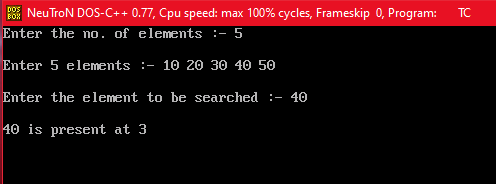 DOS BOX NeuTroN DOS-C++ 0.77, Cpu speed: max 100% cycles, Frameskip 0, Program: TC
Enter the no. of elements :- 5
Enter 5 elements :- 10 20 30 40 50
Enter the element to be searched :- 40
40 is present at 3